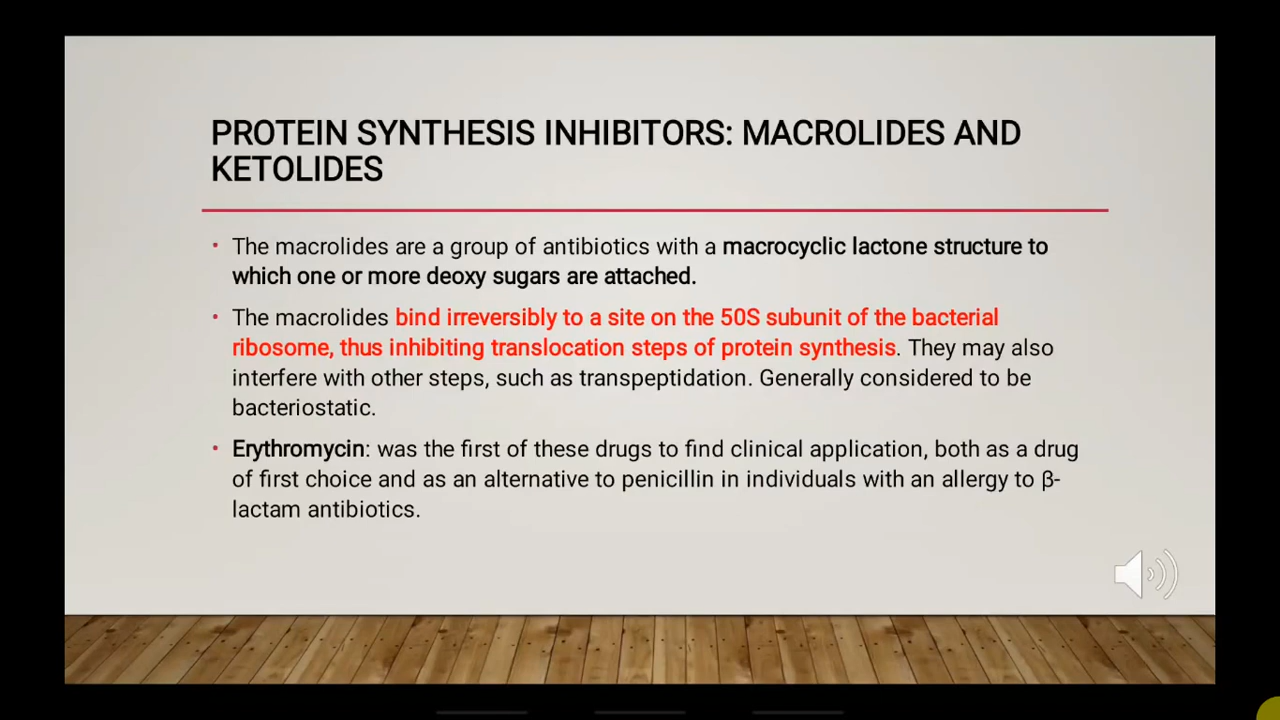 PROTEIN SYNTHESIS INHIBITORS: MACROLIDES AND
KETOLIDES
• The macrolides are a group of antibiotics with a macrocyclic lactone structure to
which one or more deoxy sugars are attached.
• The macrolides bind irreversibly to a site on the 50S subunit of the bacterial
ribosome, thus inhibiting translocation steps of protein synthesis. They may also
interfere with other steps, such as transpeptidation. Generally considered to be
bacteriostatic.
• Erythromycin: was the first of these drugs to find clinical application, both as a drug
of first choice and as an alternative to penicillin in individuals with an allergy to β-
lactam antibiotics.